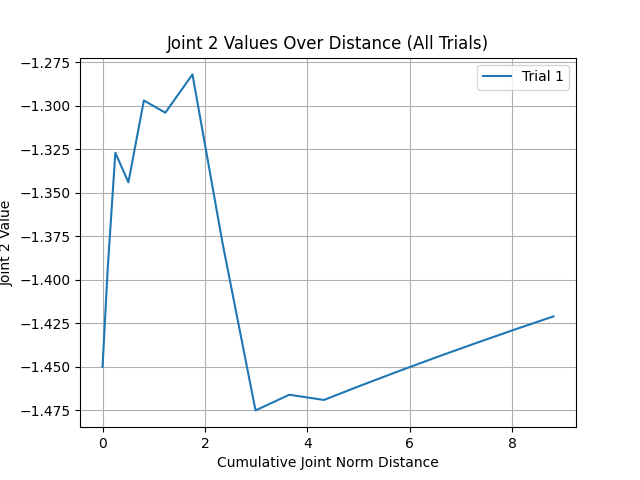 Joint 2 Values Over Distance (All Trials)
Trial 1
−1.275
−1.300
−1.325
−1.350
−1.375
−1.400
−1.425
−1.450
−1.475
Joint 2 Value
0 2 4 6 8
Cumulative Joint Norm Distance